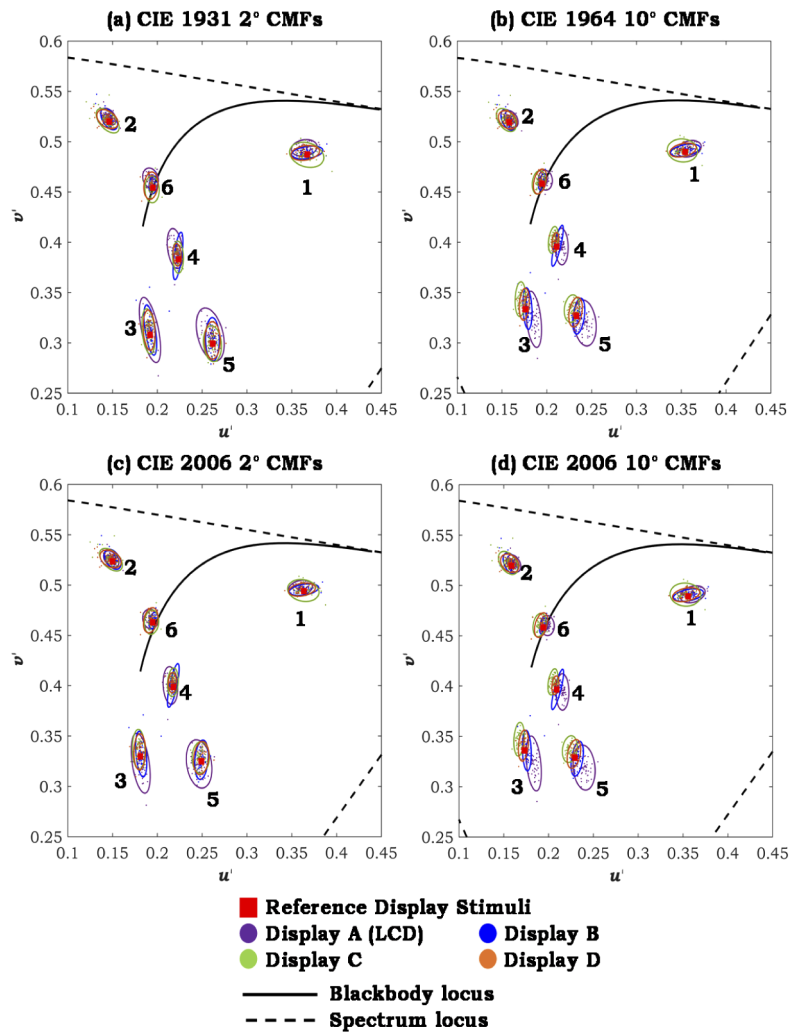 (a) CIE 1931 2° CMFs
(b) CIE 1964 10° CMFs
0.6
0.55
0.5
0.45
0.4
0.35
0.3
0.25
v'
2
1
6
4
3
5
0.1 0.15 0.2 0.25 0.3 0.35 0.4 0.45
u'
0.6
0.55
0.5
0.45
0.4
0.35
0.3
0.25
v'
2
1
6
4
3
5
0.1 0.15 0.2 0.25 0.3 0.35 0.4 0.45
u'
(c) CIE 2006 2° CMFs
(d) CIE 2006 10° CMFs
0.6
0.55
0.5
0.45
0.4
0.35
0.3
0.25
v'
2
1
6
4
3
5
0.1 0.15 0.2 0.25 0.3 0.35 0.4 0.45
u'
0.6
0.55
0.5
0.45
0.4
0.35
0.3
0.25
v'
2
1
6
4
3
5
0.1 0.15 0.2 0.25 0.3 0.35 0.4 0.45
u'
Reference Display Stimuli
Display A (LCD)
Display B
Display C
Display D
Blackbody locus
Spectrum locus